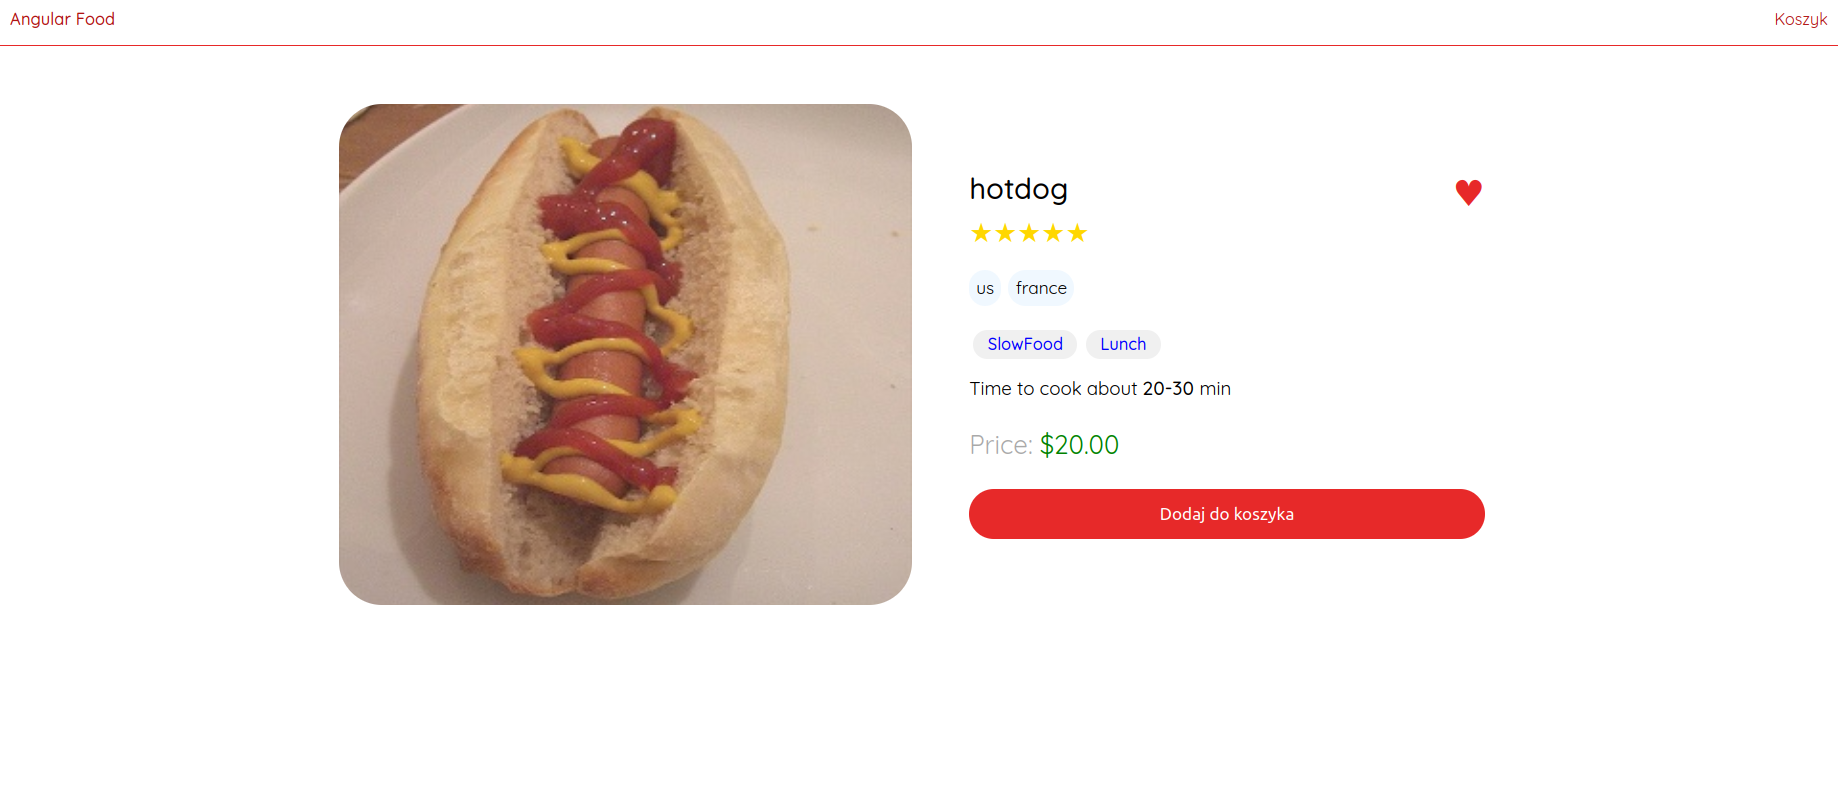 Angular Food
Koszyk
hotdog
★★★★★
us france
SlowFood Lunch
Time to cook about 20-30 min
Price: $20.00
Dodaj do koszyka